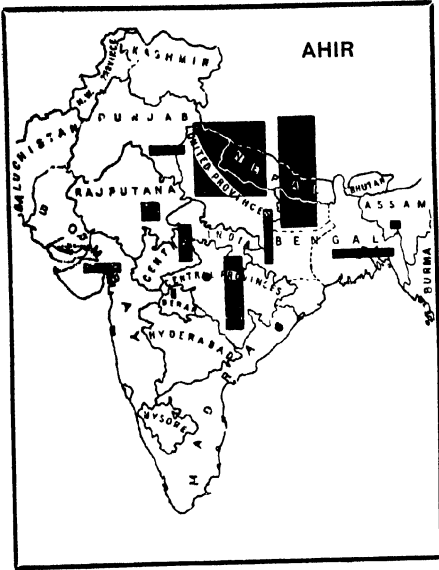 AHIR
KASHMIR
N.W. PROVINCE
PUNJAB
BALUCHISTAN
UNITED PROVINCES
NEPAL
BHUTAN
RAJPUTANA
ASSAM
BENGAL
CENTRAL
INDIA
CENTRAL PROVINCES
BERAR
BURMA
BOMBAY
HYDERABAD
MYSORE
MADRAS